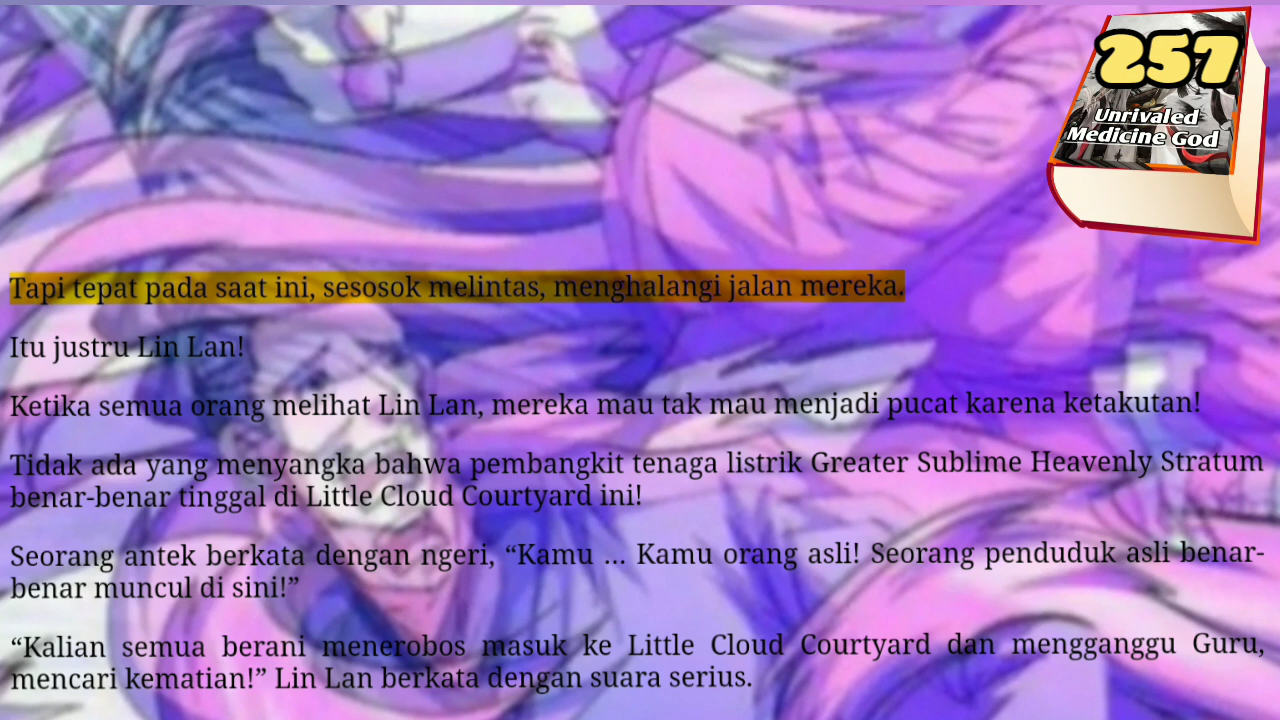 257
Unrivaled
Medicine God
Tapi tepat pada saat ini, sesosok melintas, menghalangi jalan mereka.
Itu justru Lin Lan!
Ketika semua orang melihat Lin Lan, mereka mau tak mau menjadi pucat karena ketakutan!
Tidak ada yang menyangka bahwa pembangkit tenaga listrik Greater Sublime Heavenly Stratum
benar-benar tinggal di Little Cloud Courtyard ini!
Seorang antek berkata dengan ngeri, “Kamu … Kamu orang asli! Seorang penduduk asli benar-
benar muncul di sini!”
“Kalian semua berani menerobos masuk ke Little Cloud Courtyard dan mengganggu Guru,
mencari kematian!” Lin Lan berkata dengan suara serius.